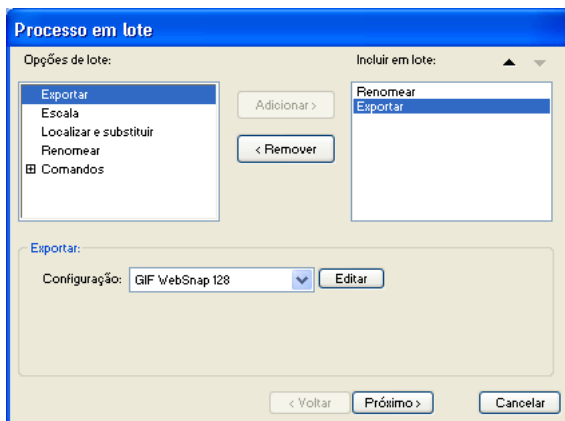 Processo em lote
Opções de lote:
Incluir em lote:
Exportar
Escala
Localizar e substituir
Renomear
Comandos
Adicionar >
< Remover
Renomear
Exportar
Exportar:
Configuração:
GIF WebSnap 128
Editar
< Voltar
Próximo >
Cancelar